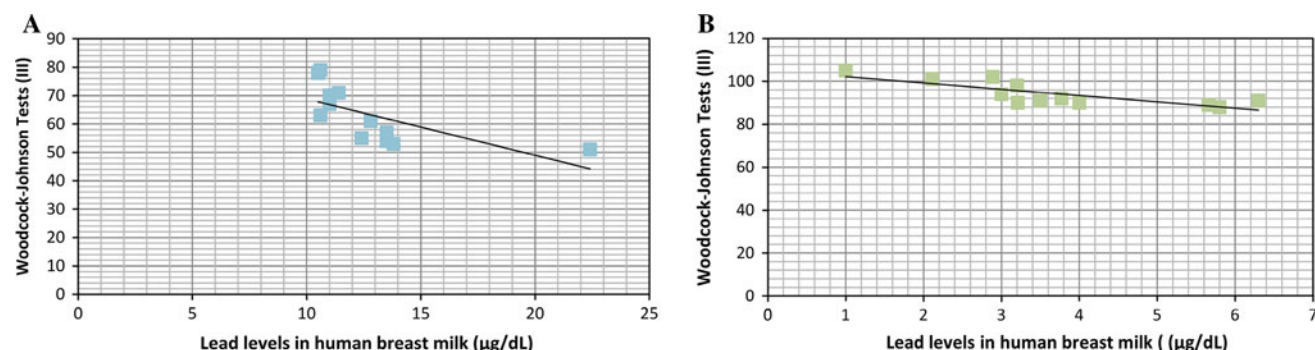 A
Woodcock-Johnson Tests (III)
90
80
70
60
50
40
30
20
10
0
0 5 10 15 20 25
Lead levels in human breast milk (µg/dL)
B
Woodcock-Johnson Tests (III)
120
100
80
60
40
20
0
0 1 2 3 4 5 6 7
Lead levels in human breast milk ( (µg/dL)